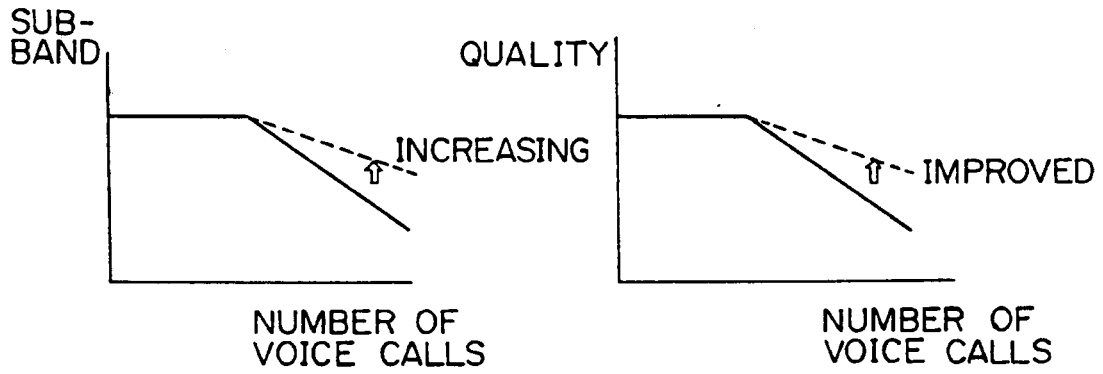 SUB-
BAND
INCREASING
NUMBER OF
VOICE CALLS
QUALITY
IMPROVED
NUMBER OF
VOICE CALLS